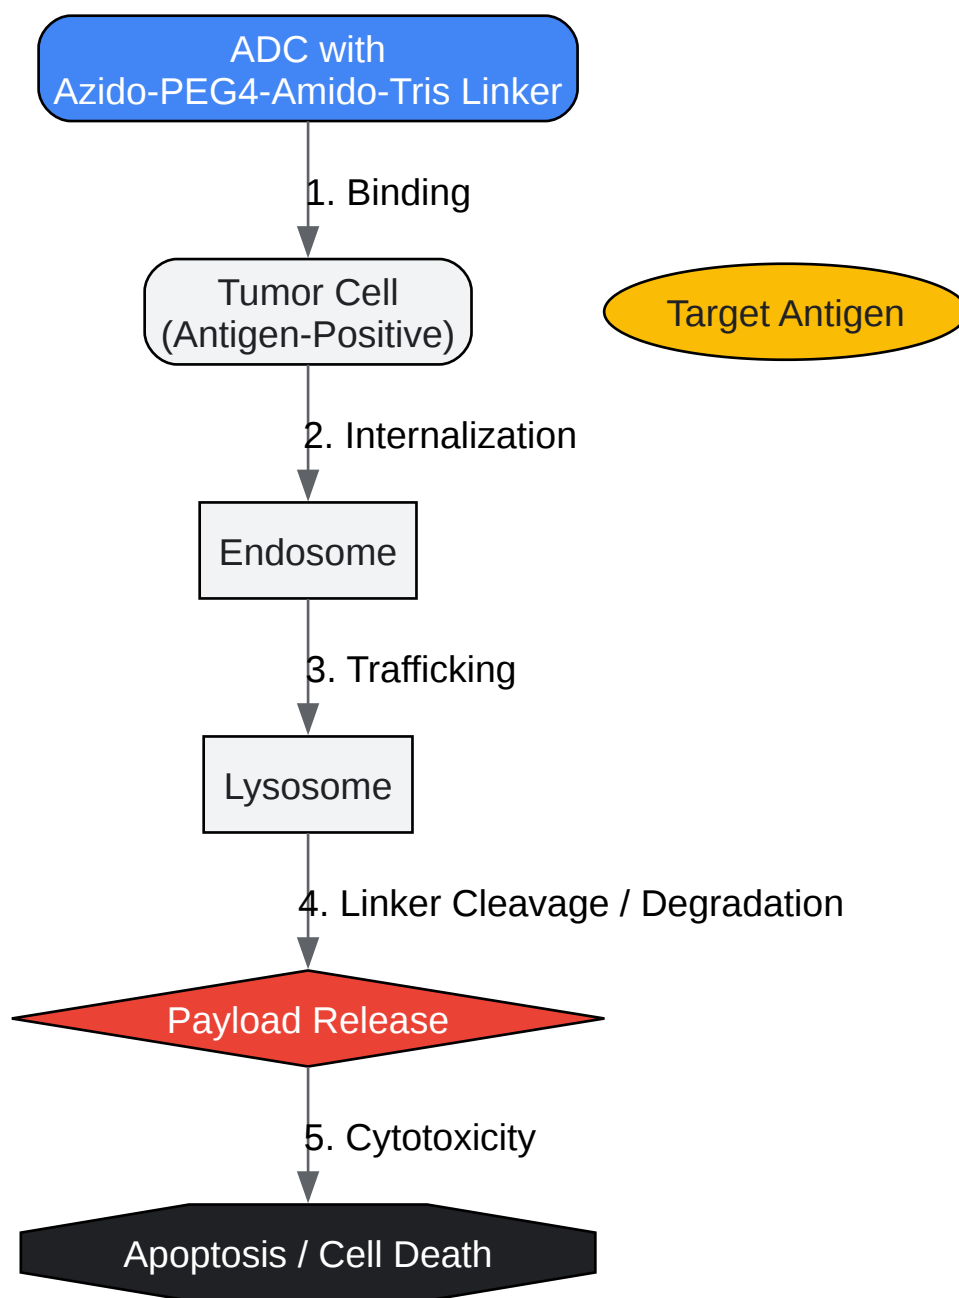 ADC with
Azido-PEG4-Amido-Tris Linker
1. Binding
Tumor Cell
(Antigen-Positive)
Target Antigen
2. Internalization
Endosome
3. Trafficking
Lysosome
4. Linker Cleavage / Degradation
Payload Release
5. Cytotoxicity
Apoptosis / Cell Death